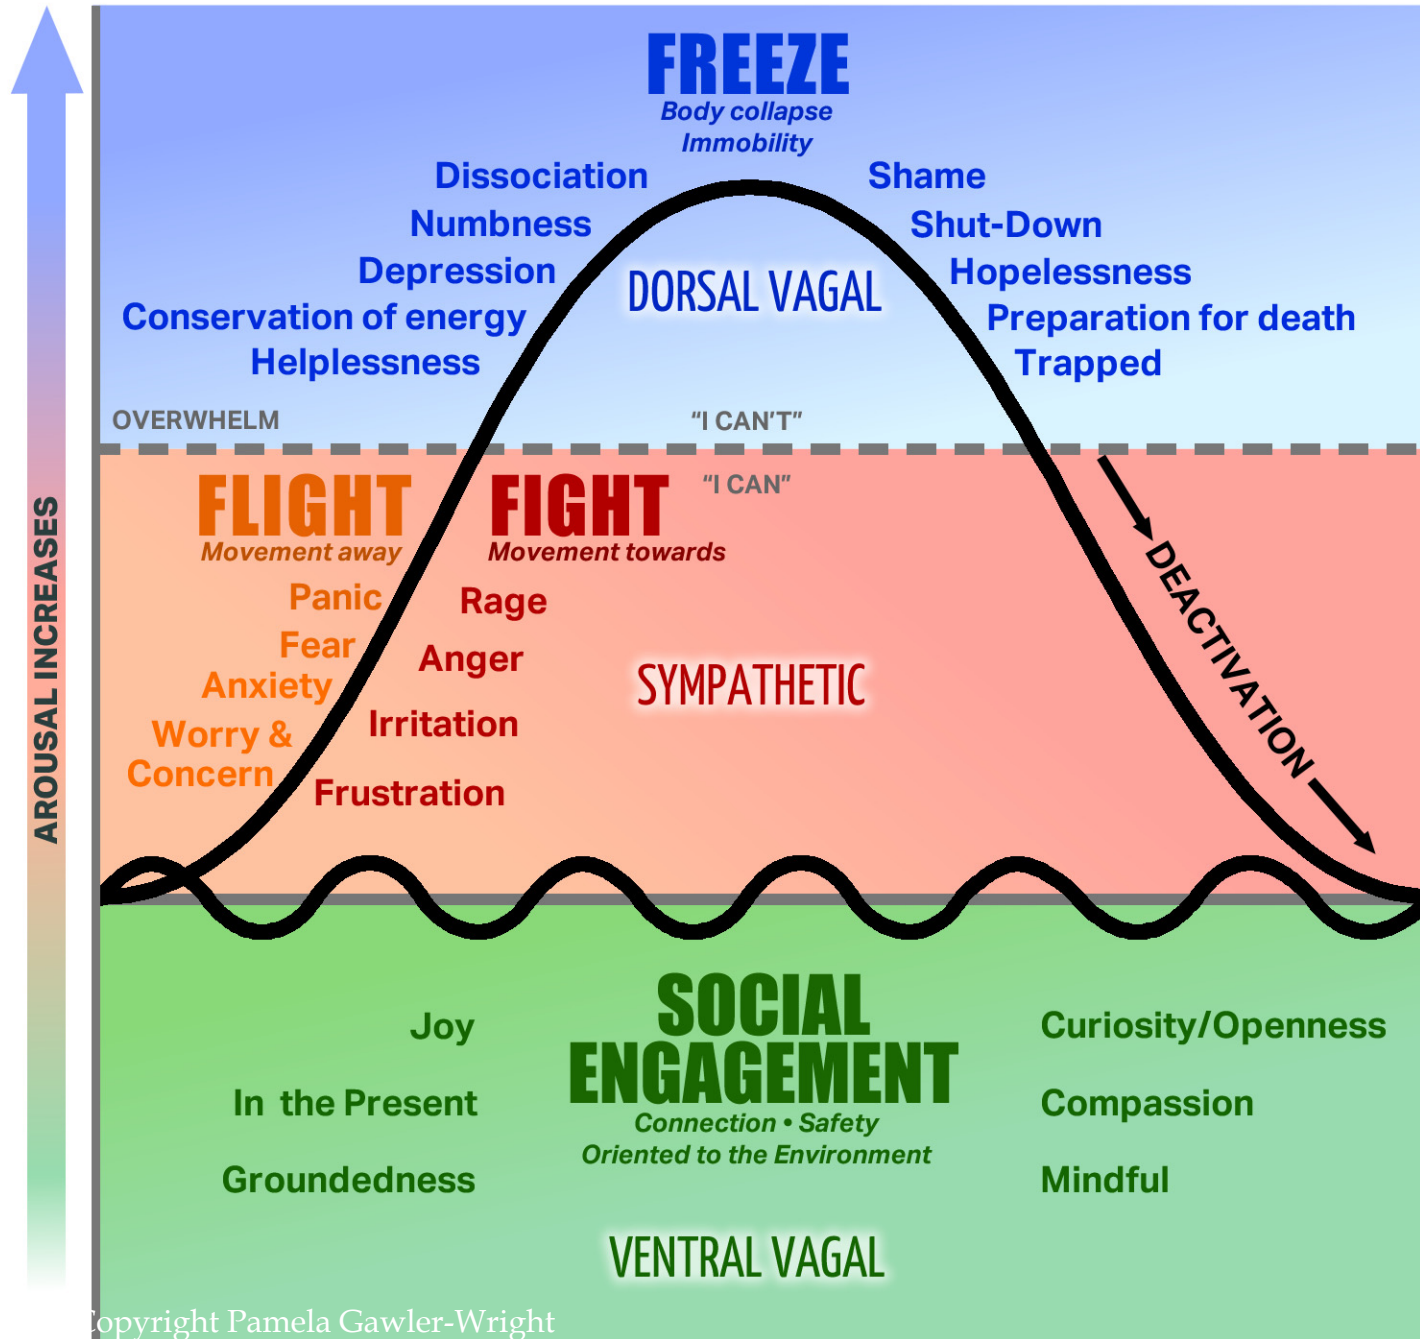 FREEZE
Body collapse
Immobility
Dissociation
Numbness
Depression
Conservation of energy
Helplessness
Shame
Shut-Down
Hopelessness
Preparation for death
Trapped
DORSAL VAGAL
OVERWHELM
“I CAN’T”
“I CAN”
FLIGHT
Movement away
Panic
Fear
Anxiety
Worry &
Concern
FIGHT
Movement towards
Rage
Anger
Irritation
Frustration
SYMPATHETIC
DEACTIVATION
AROUSAL INCREASES
SOCIAL
ENGAGEMENT
Connection • Safety
Oriented to the Environment
Joy
In the Present
Groundedness
Curiosity/Openness
Compassion
Mindful
VENTRAL VAGAL
opyright Pamela Gawler-Wright